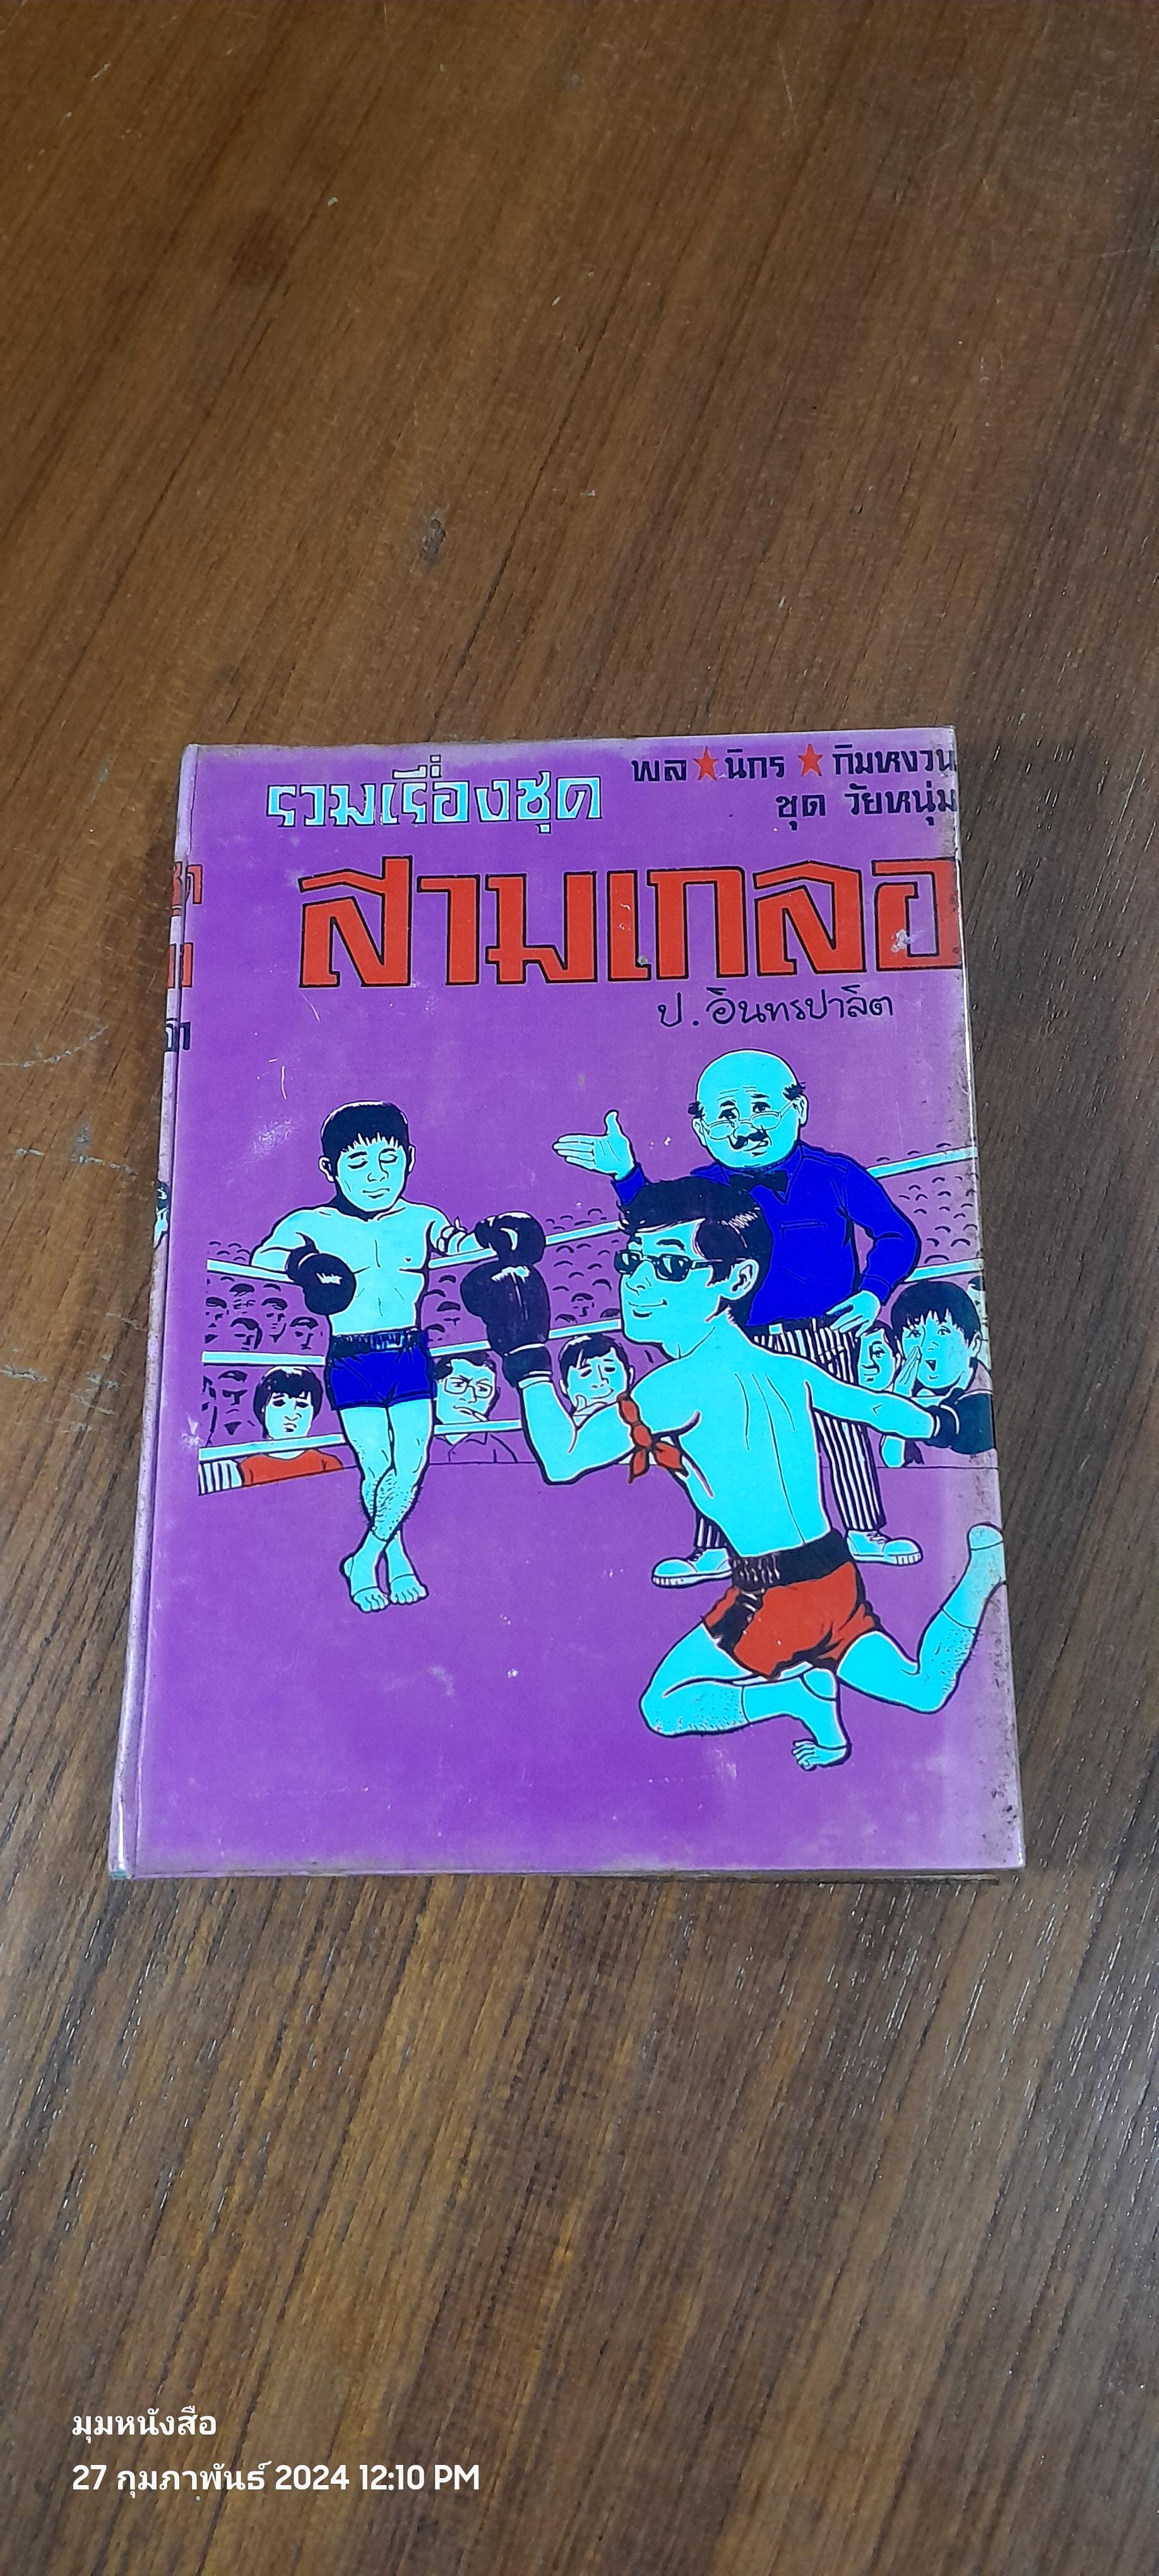 รวมเรื่องชุด
พล★นิกร★กิมหงวน
ชุด วัยหนุ่ม
สามเกลอ
ป. อินทรปาลิต
มุมหนังสือ
27 กุมภาพันธ์ 2024 12:10 PM